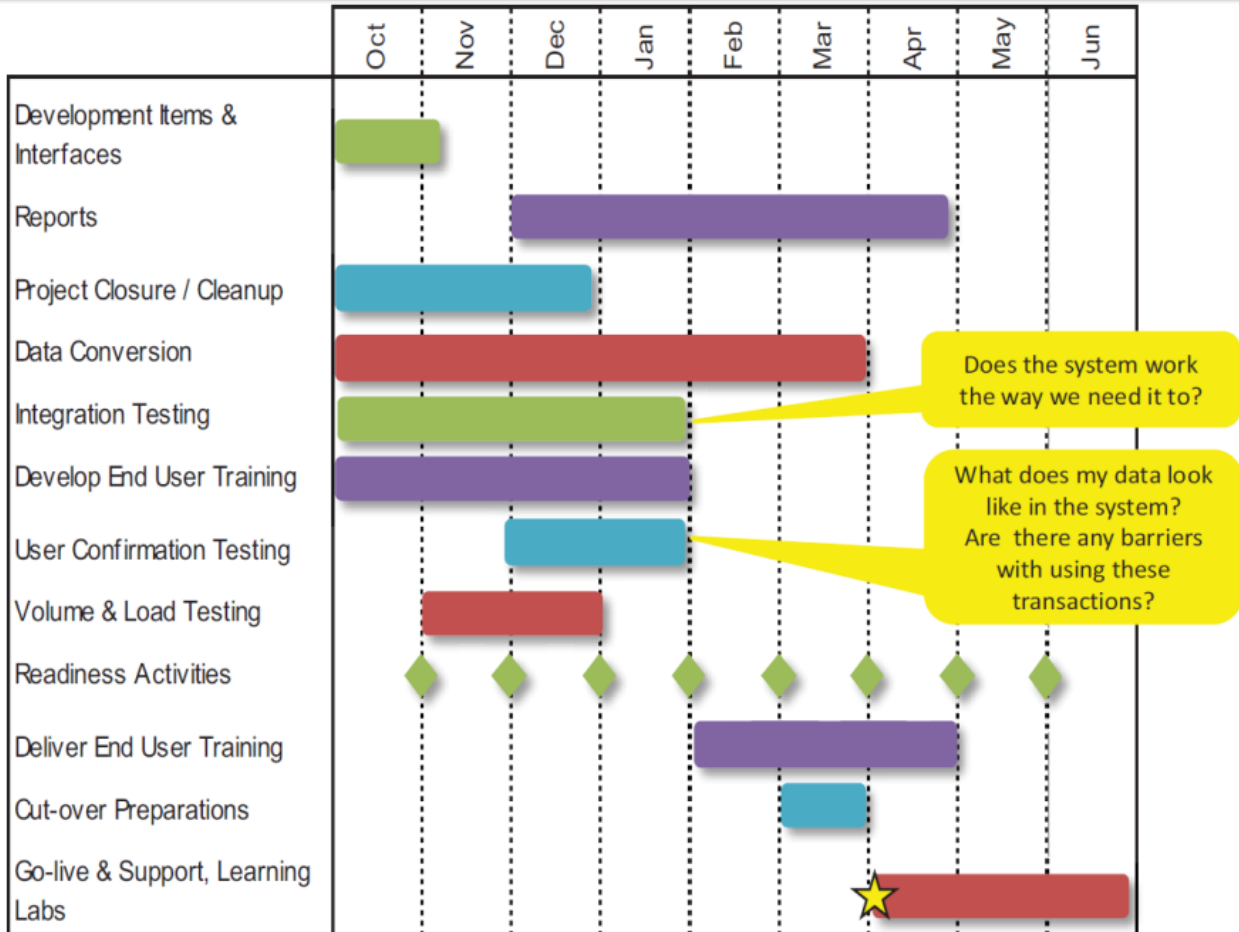 Oct
Nov
Dec
Jan
Feb
Mar
Apr
May
Jun
Development Items &
Interfaces
Reports
Project Closure / Cleanup
Data Conversion
Integration Testing
Develop End User Training
User Confirmation Testing
Volume & Load Testing
Readiness Activities
Deliver End User Training
Cut-over Preparations
Go-live & Support, Learning
Labs
Does the system work
the way we need it to?
What does my data look
like in the system?
Are there any barriers
with using these
transactions?